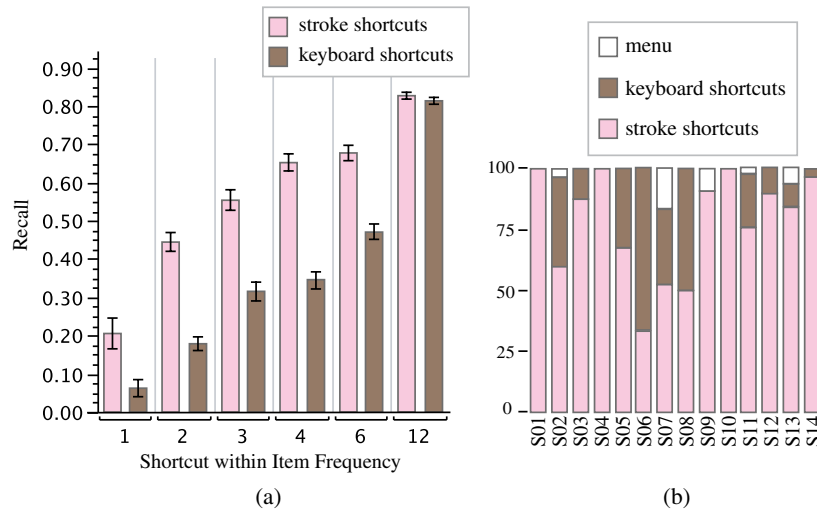 stroke shortcuts
keyboard shortcuts
0.90
0.80
0.70
0.60
0.50
0.40
0.30
0.20
0.10
0.00
Recall
1 2 3 4 6 12
Shortcut within Item Frequency
(a)
menu
keyboard shortcuts
stroke shortcuts
100
75
50
25
0
S01 S02 S03 S04 S05 S06 S07 S08 S09 S10 S11 S12 S13 S14
(b)